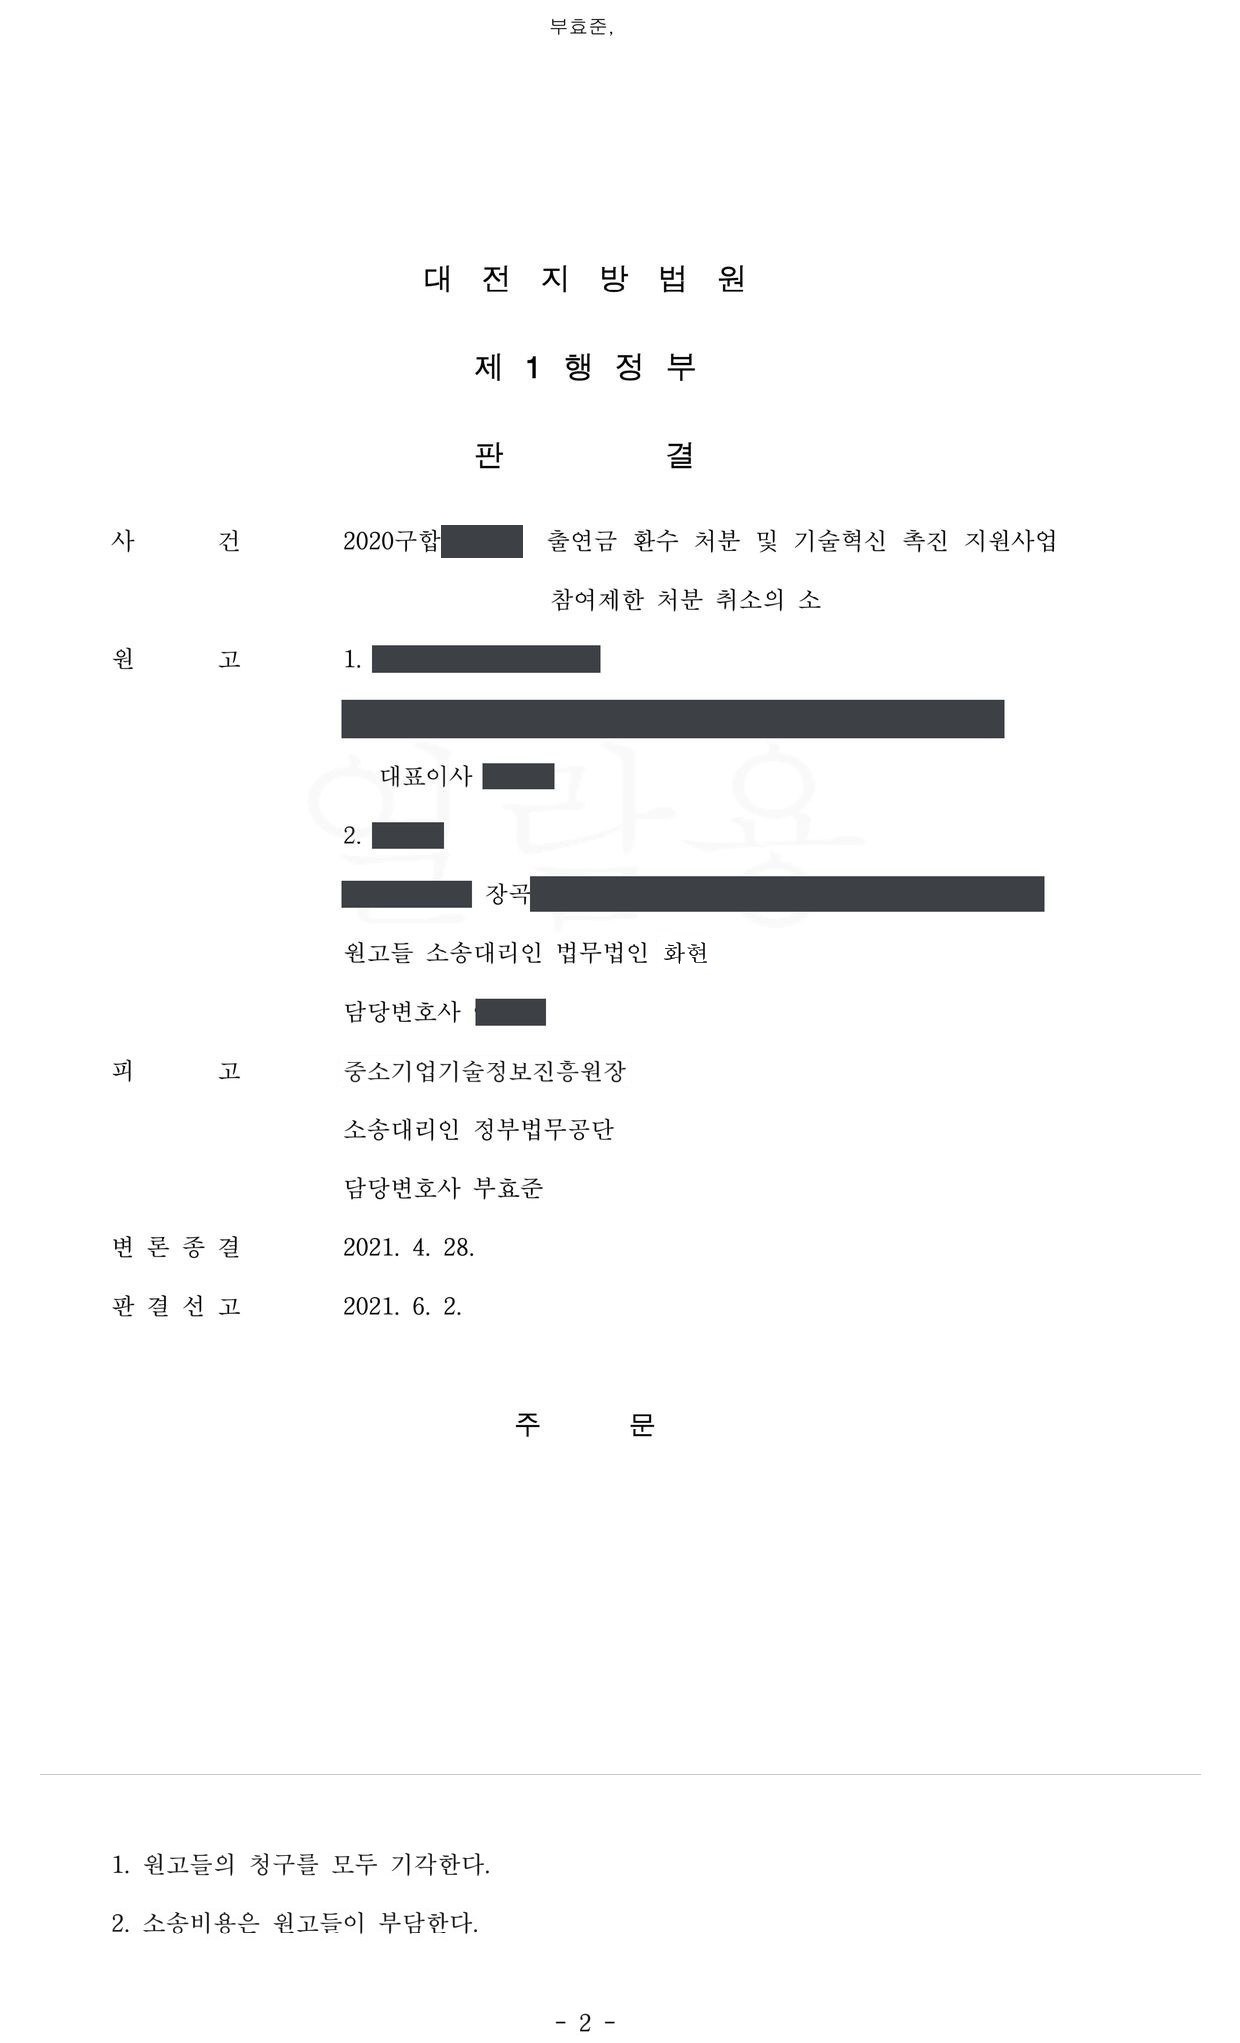 부효준,
대 전 지 방 법 원
제 1 행 정 부
판 결
사 건 2020구합 출연금 환수 처분 및 기술혁신 촉진 지원사업
참여제한 처분 취소의 소
원 고 1.
대표이사
2.
장곡
원고들 소송대리인 법무법인 화현
담당변호사
피 고 중소기업기술정보진흥원장
소송대리인 정부법무공단
담당변호사 부효준
변 론 종 결 2021. 4. 28.
판 결 선 고 2021. 6. 2.
열람용
주 문
1. 원고들의 청구를 모두 기각한다.
2. 소송비용은 원고들이 부담한다.
- 2 -